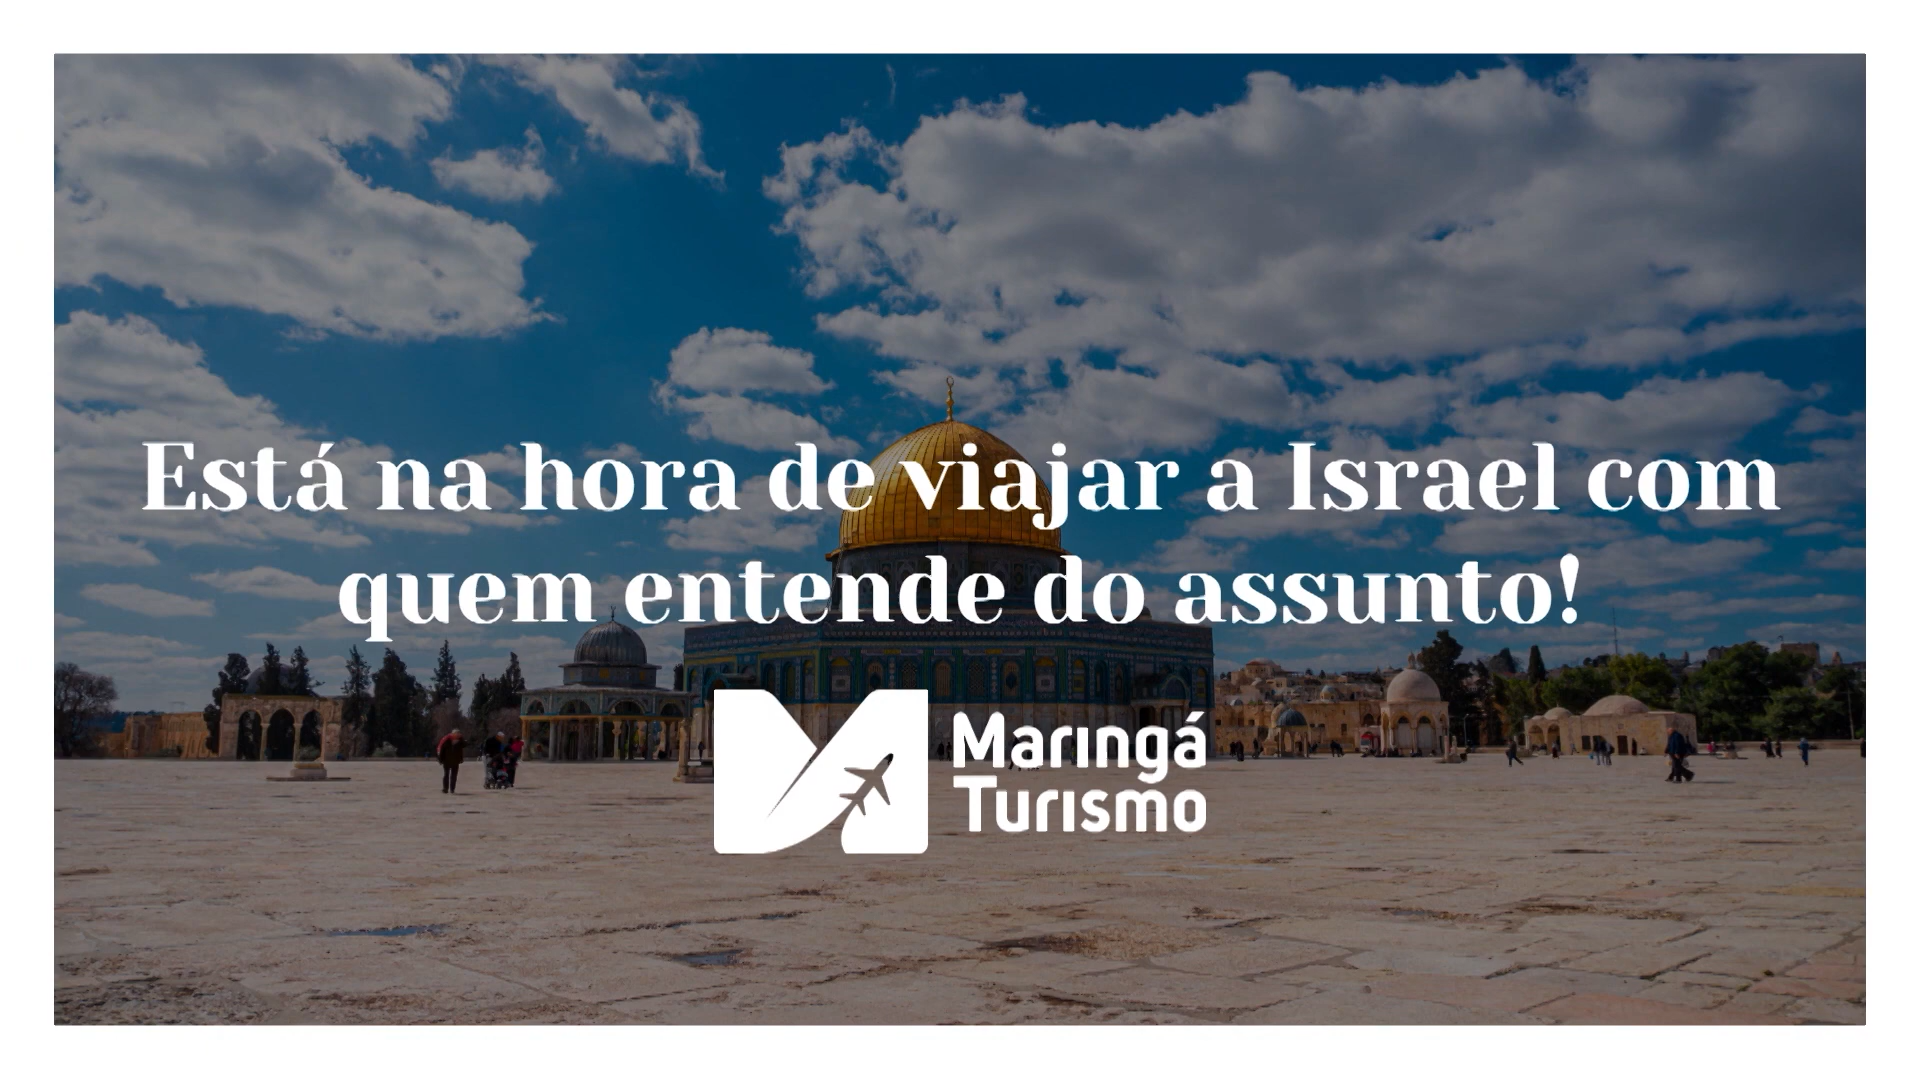 Está na hora de viajar a Israel com
quem entende do assunto!
Maringá
Turismo